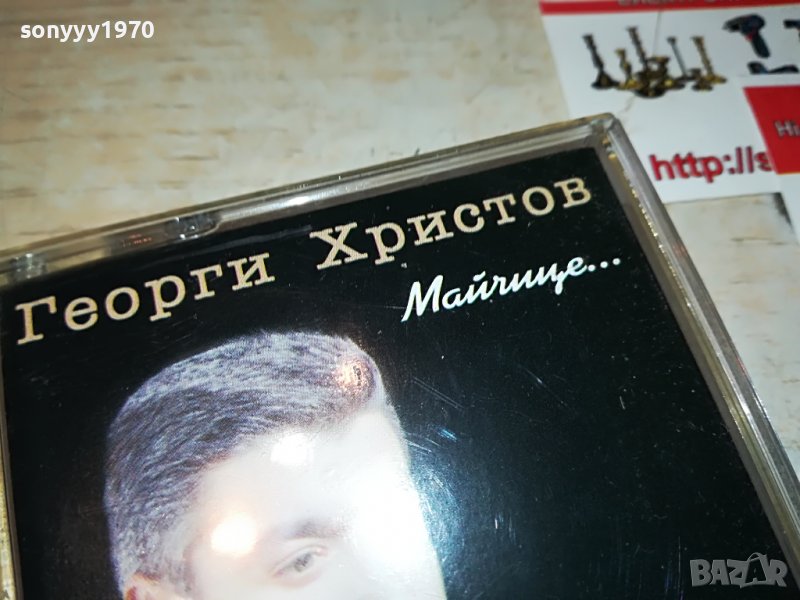 sonyyy1970
Георги Христов
Майчице...
http://s
BAZAR